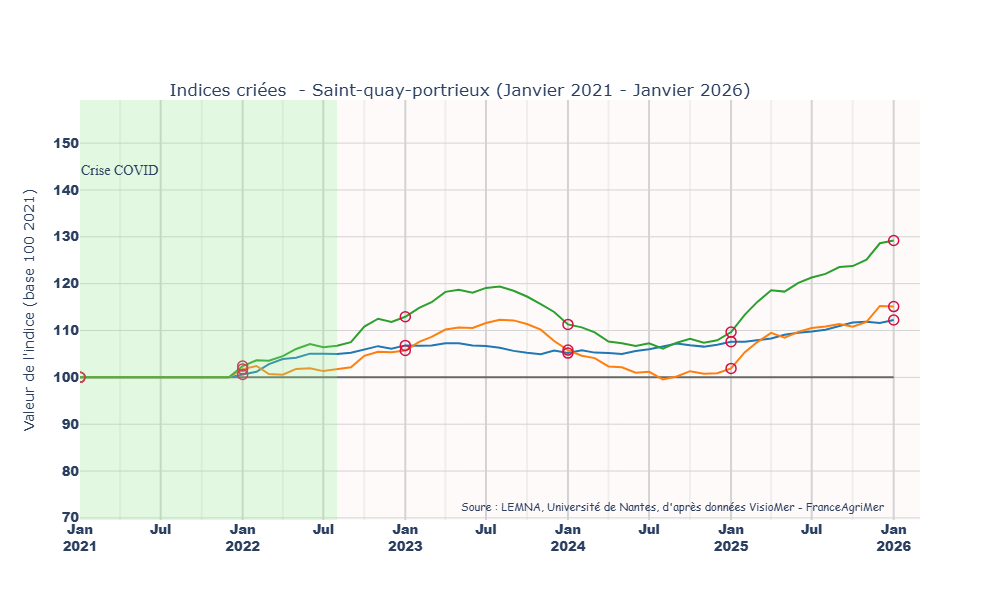 Indices criées  - Saint-quay-portrieux (Janvier 2021 - Janvier 2026)
150
Crise COVID
140
130
120
110
100
90
80
70
Valeur de l'indice (base 100 2021)
Soure : LEMNA, Université de Nantes, d'après données VisioMer - FranceAgriMer
Jan Jul Jan Jul Jan Jul Jan Jul Jan Jul Jan
2021 2022 2023 2024 2025 2026